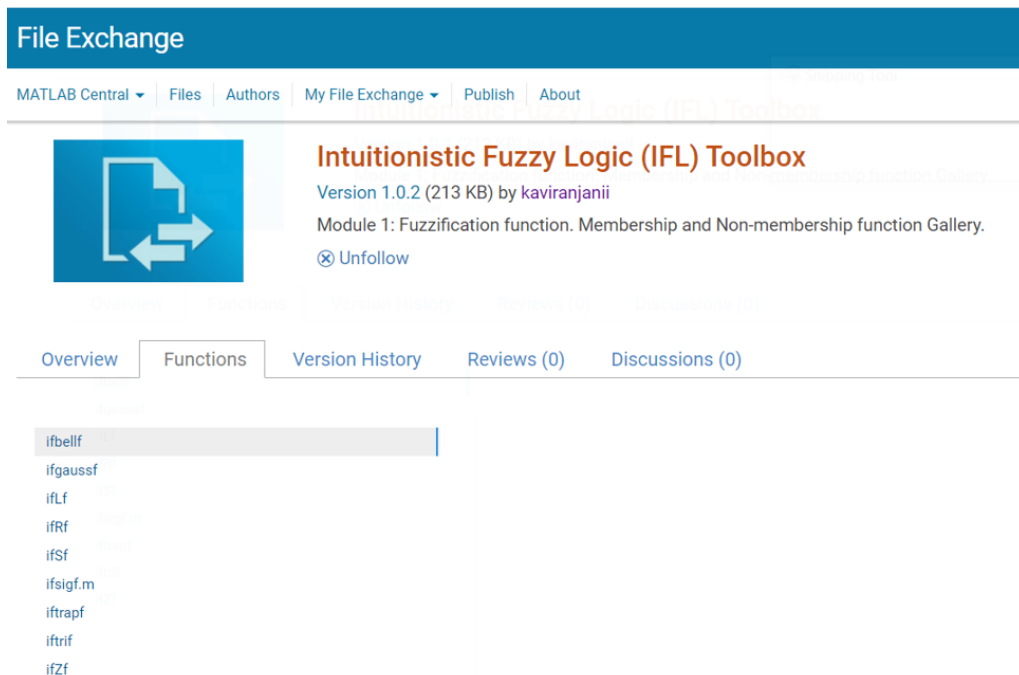 File Exchange
MATLAB Central Files Authors My File Exchange Publish About
Intuitionistic Fuzzy Logic (IFL) Toolbox
Version 1.0.2 (213 KB) by kaviranjanii
Module 1: Fuzzification function. Membership and Non-membership function Gallery.
Unfollow
Overview Functions Version History Reviews (0) Discussions (0)
ifbellf
ifgaussf
ifLf
ifRf
ifSf
ifsigf.m
iftrapf
iftrif
ifZf